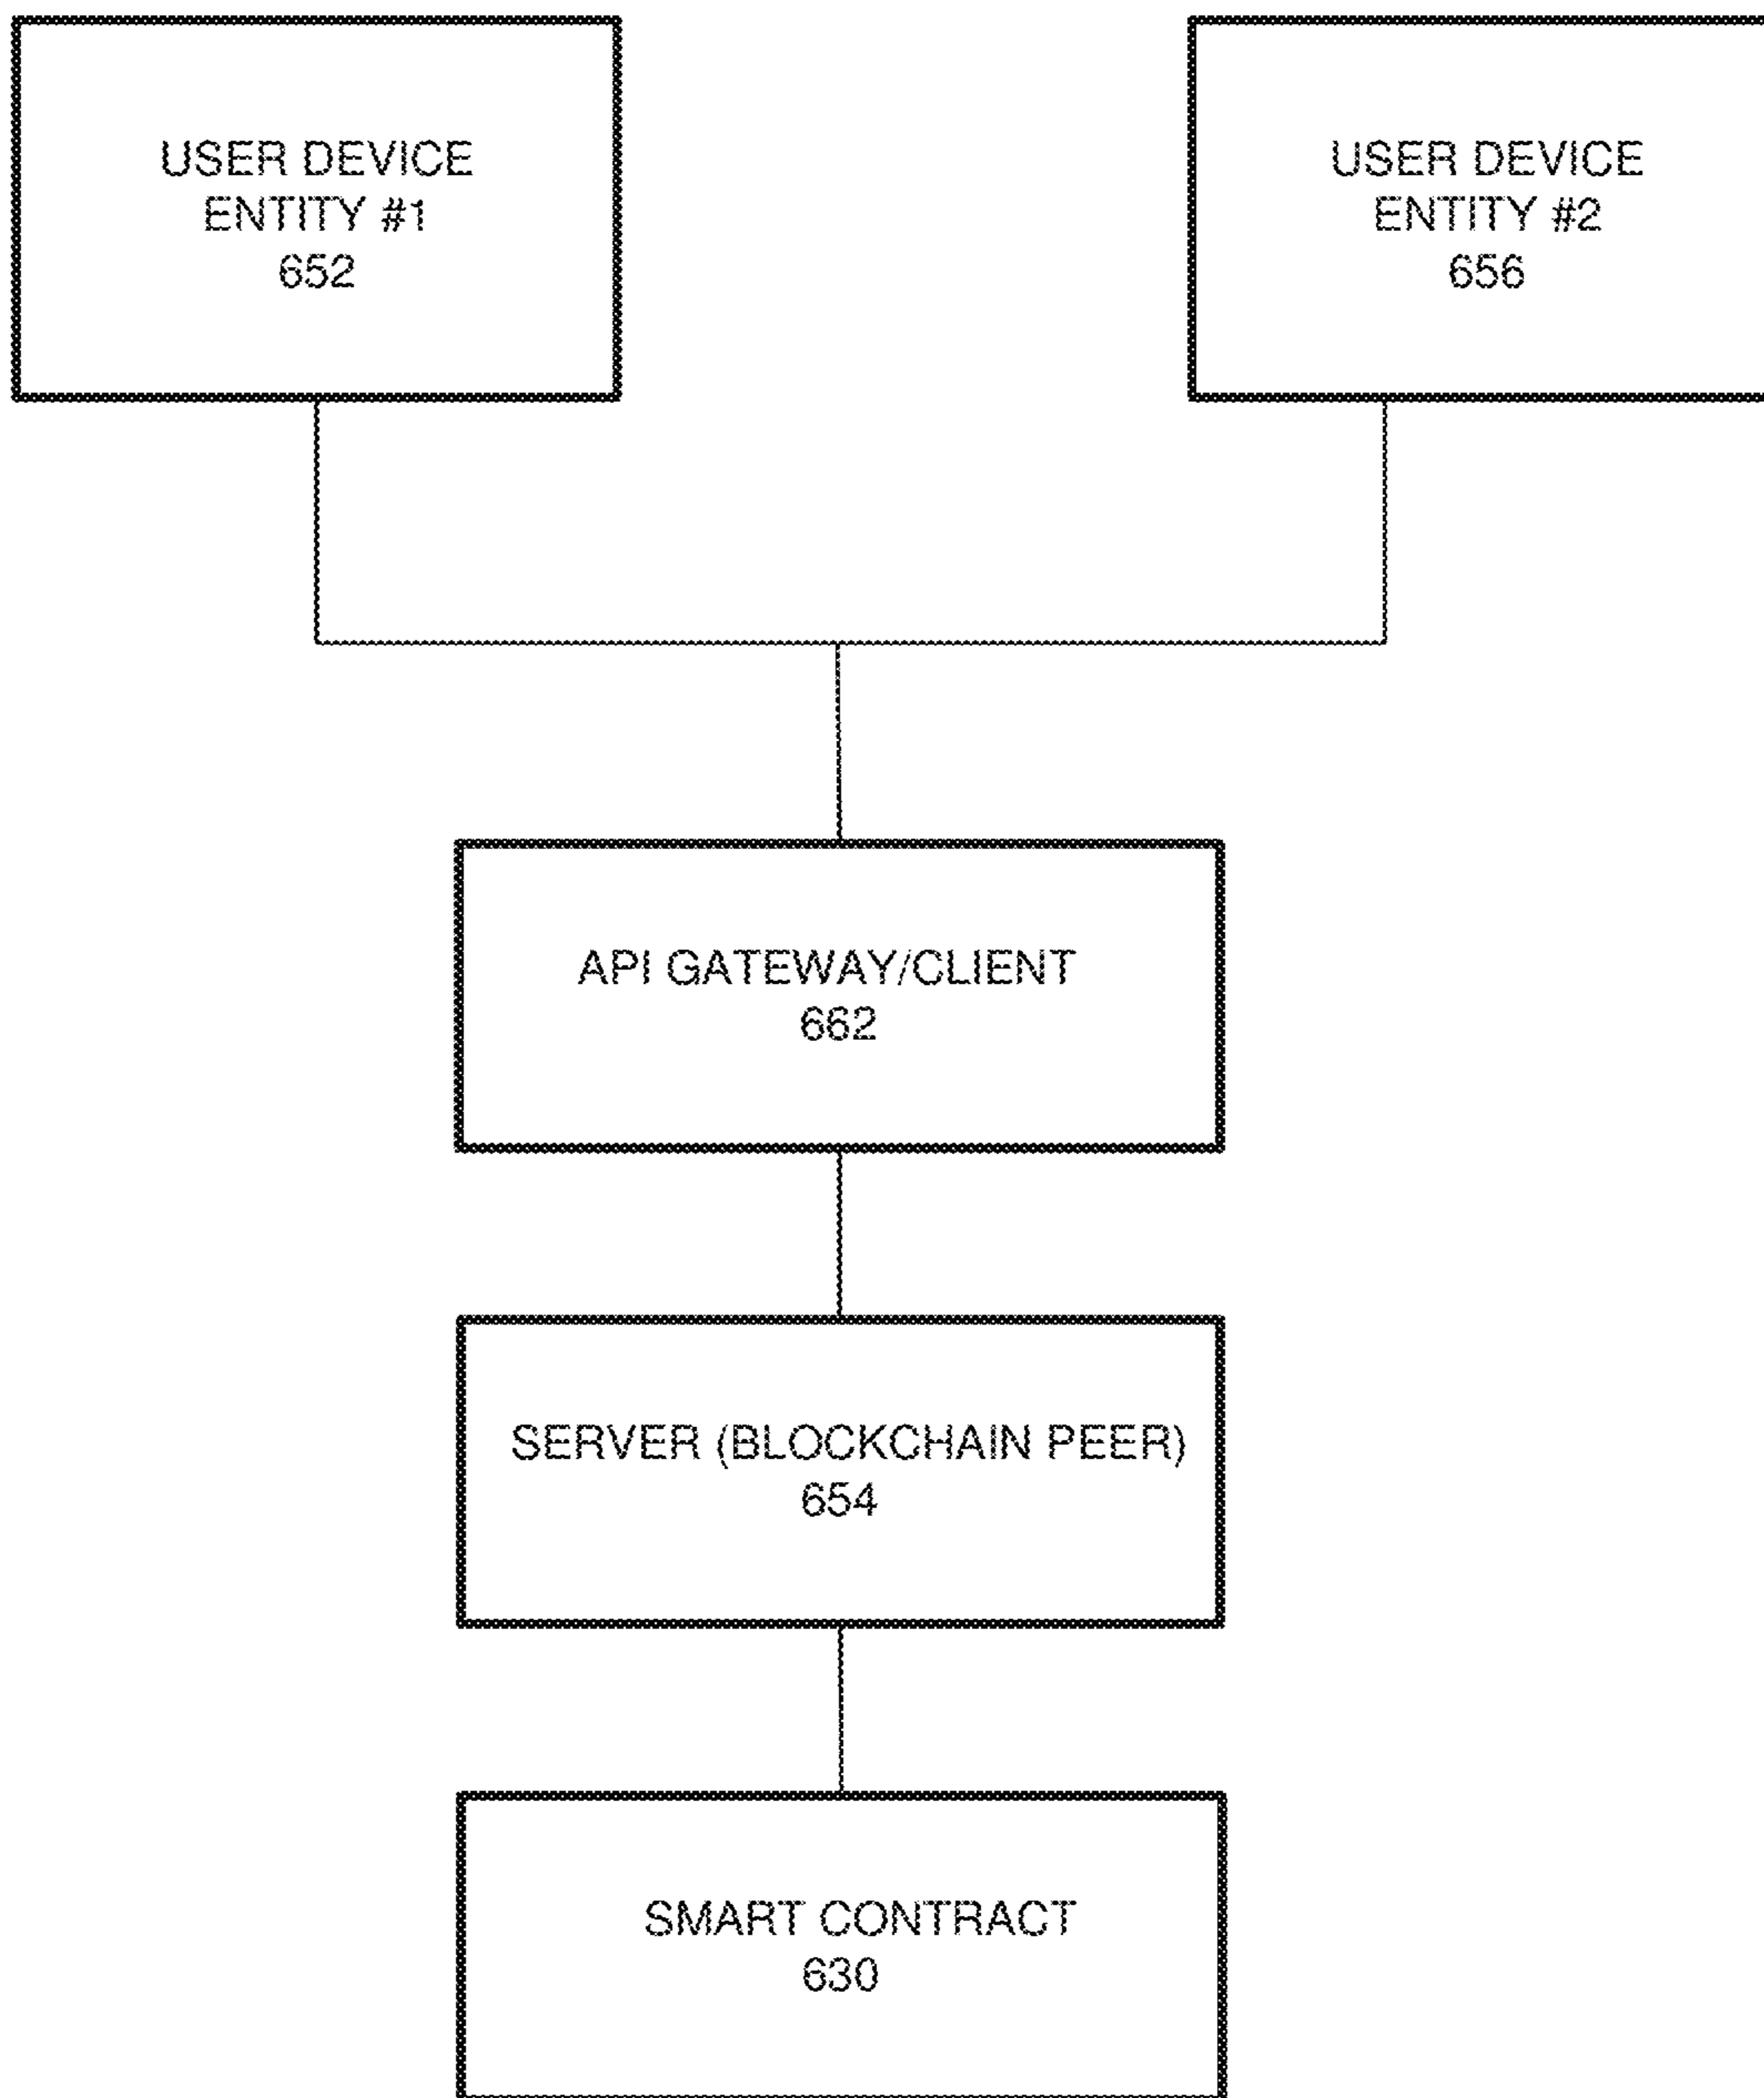 USER DEVICE
ENTITY #1
652
USER DEVICE
ENTITY #2
656
API GATEWAY/CLIENT
662
SERVER (BLOCKCHAIN PEER)
654
SMART CONTRACT
630